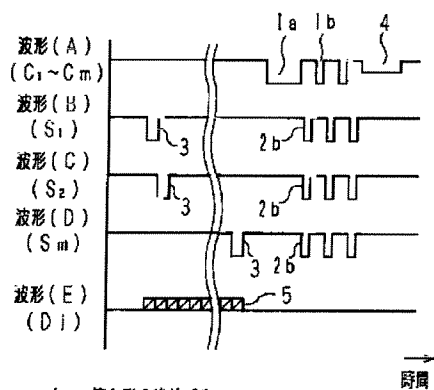 1a 1b 4
波形(A)
(C₁~Cm)
波形(B)
(S₁)
3 2b
波形(C)
(S₂)
3 2b
波形(D)
(Sm)
3 2b
波形(E)
(Di)
5
時間